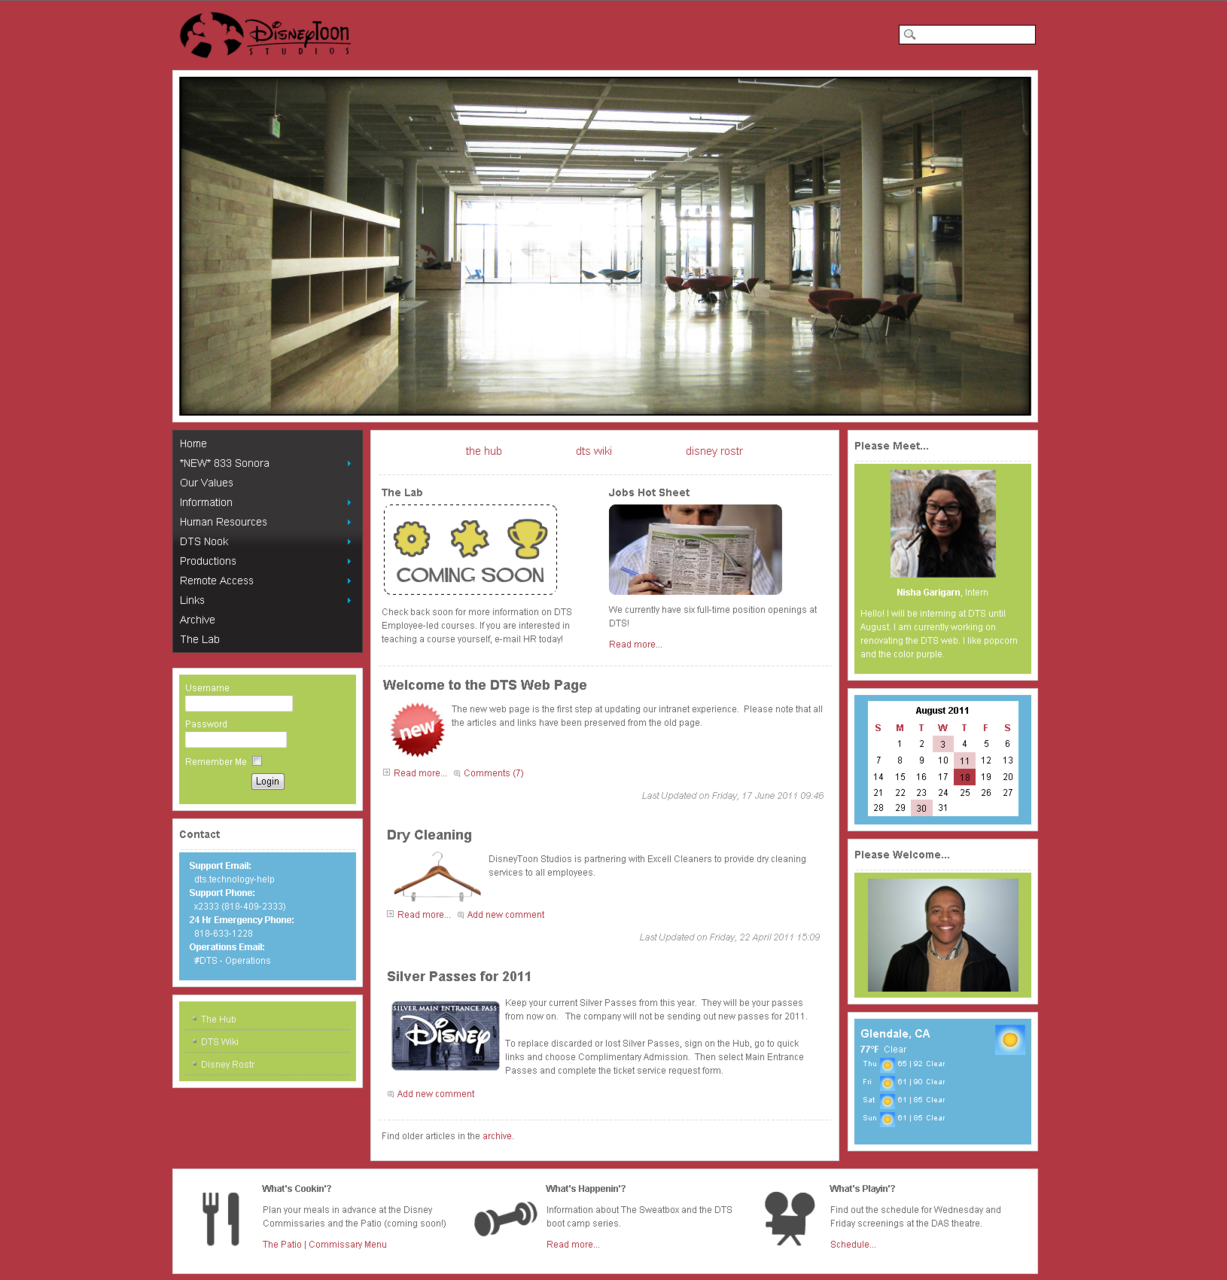 DisneyToon
STUDIOS
Home
*NEW* 833 Sonora
Our Values
Information
Human Resources
DTS Nook
Productions
Remote Access
Links
Archive
The Lab
Username
Password
Remember Me
Login
Contact
Support Email:
dts.technology-help
Support Phone:
x2333 (818-409-2333)
24 Hr Emergency Phone:
818-633-1228
Operations Email:
#DTS - Operations
The Hub
DTS Wiki
Disney Rostr
the hub dts wiki disney rostr
The Lab
COMING SOON
Check back soon for more information on DTS
Employee-led courses. If you are interested in
teaching a course yourself, e-mail HR today!
Jobs Hot Sheet
We currently have six full-time position openings at
DTS!
Read more...
Welcome to the DTS Web Page
new
The new web page is the first step at updating our intranet experience. Please note that all
the articles and links have been preserved from the old page.
Read more... Comments (7)
Last Updated on Friday, 17 June 2011 09:46
Dry Cleaning
DisneyToon Studios is partnering with Excell Cleaners to provide dry cleaning
services to all employees.
Read more... Add new comment
Last Updated on Friday, 22 April 2011 15:09
Silver Passes for 2011
SILVER MAIN ENTRANCE PASS
Disney
Keep your current Silver Passes from this year. They will be your passes
from now on. The company will not be sending out new passes for 2011.
To replace discarded or lost Silver Passes, sign on the Hub, go to quick
links and choose Complimentary Admission. Then select Main Entrance
Passes and complete the ticket service request form.
Add new comment
Find older articles in the archive.
Please Meet...
Nisha Garigarn, Intern
Hello! I will be interning at DTS until
August. I am currently working on
renovating the DTS web. I like popcorn
and the color purple.
August 2011
S M T W T F S
1 2 3 4 5 6
7 8 9 10 11 12 13
14 15 16 17 18 19 20
21 22 23 24 25 26 27
28 29 30 31
Please Welcome...
Glendale, CA
77°F Clear
Thu 65 | 92 Clear
Fri 61 | 90 Clear
Sat 61 | 86 Clear
Sun 61 | 85 Clear
What's Cookin'?
Plan your meals in advance at the Disney
Commissaries and the Patio (coming soon!)
The Patio | Commissary Menu
What's Happenin'?
Information about The Sweatbox and the DTS
boot camp series.
Read more...
What's Playin'?
Find out the schedule for Wednesday and
Friday screenings at the DAS theatre.
Schedule...